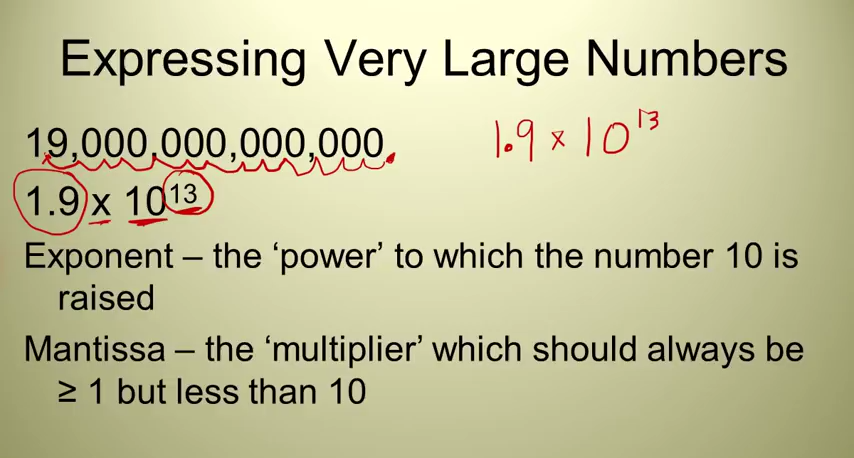 Expressing Very Large Numbers
19,000,000,000,000.
1.9 x 10¹³
1.9 x 10¹³
Exponent – the ‘power’ to which the number 10 is
raised
Mantissa – the ‘multiplier’ which should always be
≥ 1 but less than 10